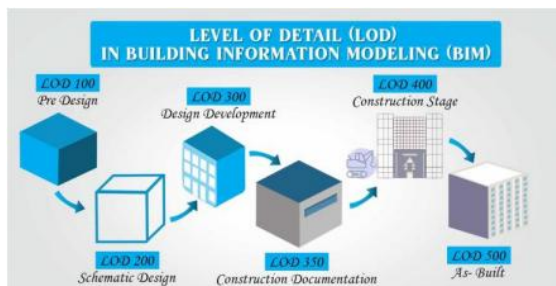 LEVEL OF DETAIL (LOD)
IN BUILDING INFORMATION MODELING (BIM)
LOD 100
Pre Design
LOD 200
Schematic Design
LOD 300
Design Development
LOD 350
Construction Documentation
LOD 400
Construction Stage
LOD 500
As- Built